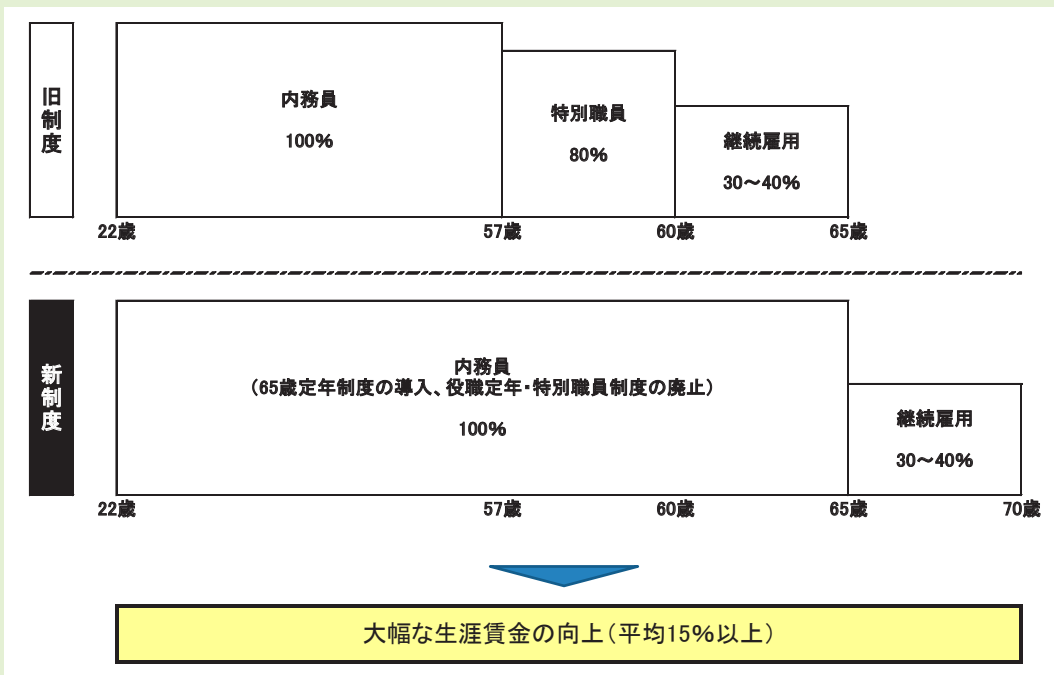 旧制度
内務員
100%
特別職員
80%
継続雇用
30～40%
22歳
57歳
60歳
65歳
新制度
内務員
（65歳定年制度の導入、役職定年・特別職員制度の廃止）
100%
継続雇用
30～40%
22歳
57歳
60歳
65歳
70歳
大幅な生涯賃金の向上（平均15%以上）